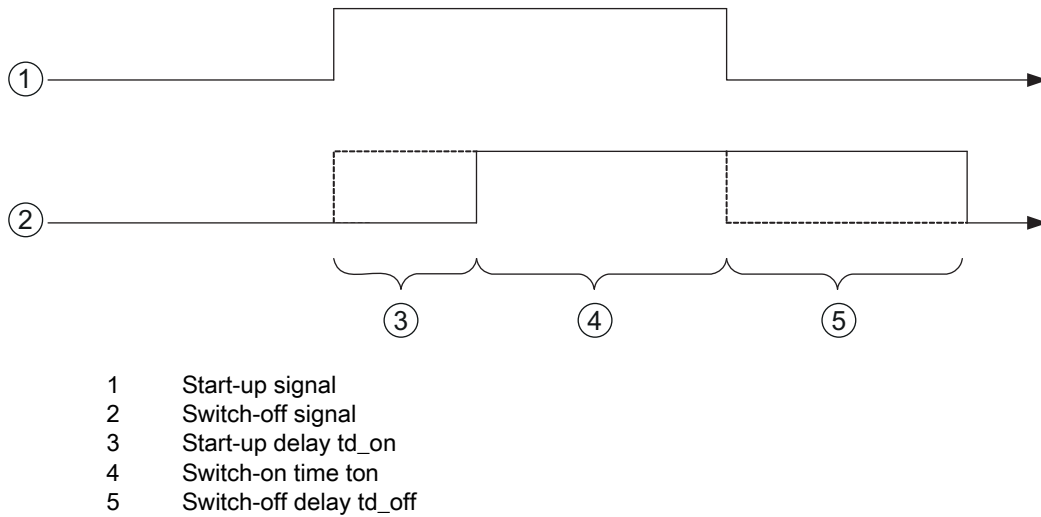 1
2
3
4
5
1 Start-up signal
2 Switch-off signal
3 Start-up delay td_on
4 Switch-on time ton
5 Switch-off delay td_off